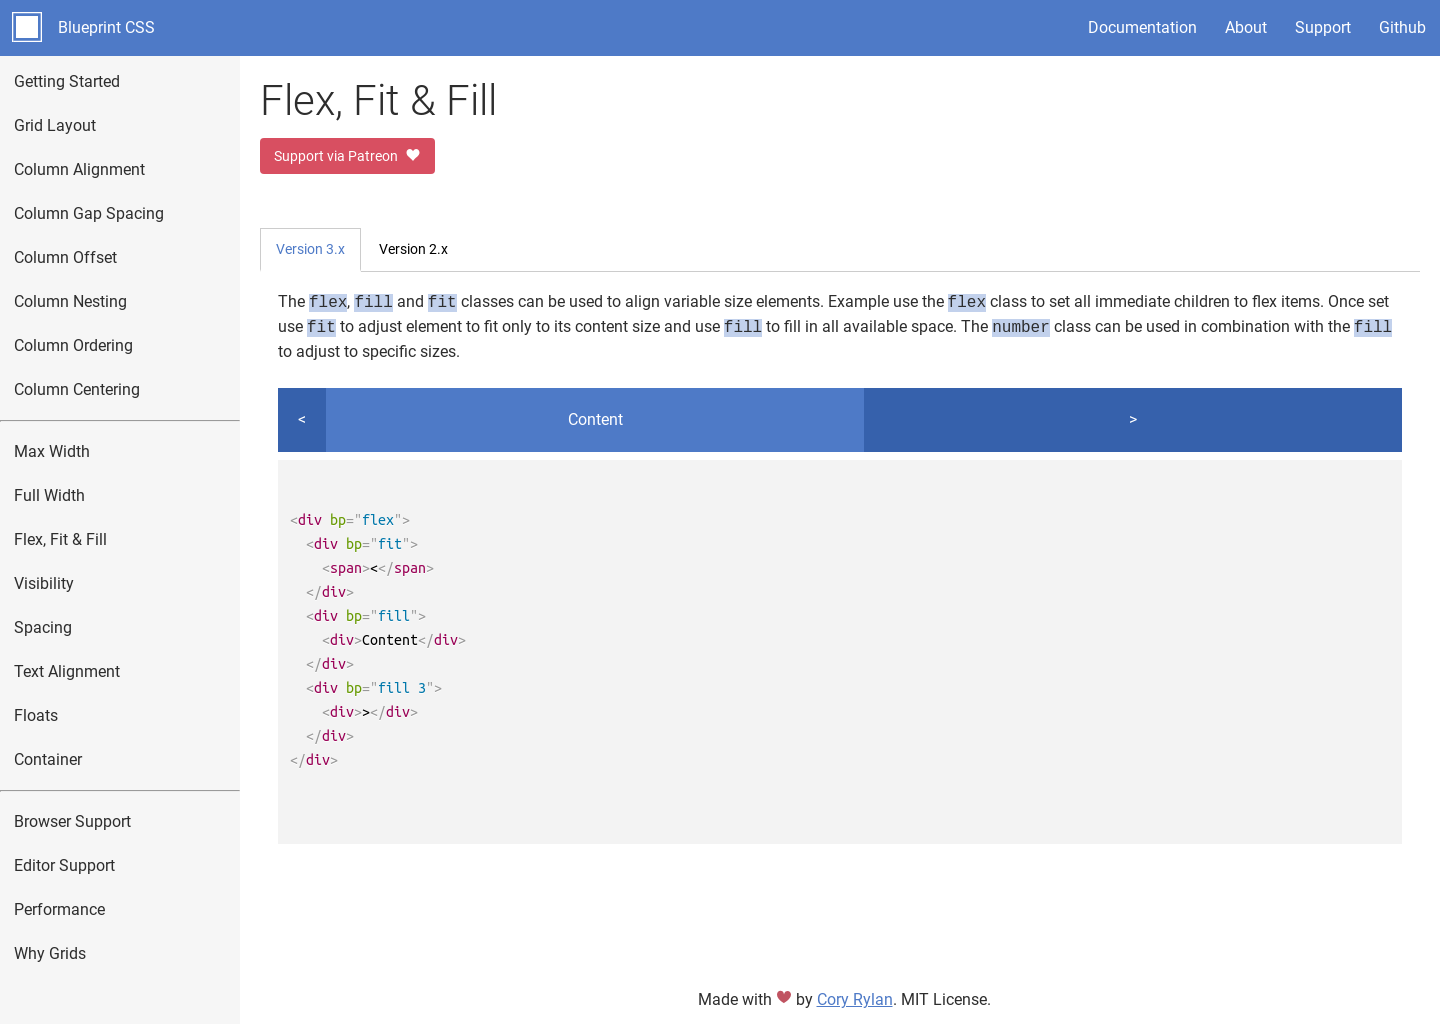 Blueprint CSS
Documentation
About
Support
Github
Getting Started
Grid Layout
Column Alignment
Column Gap Spacing
Column Offset
Column Nesting
Column Ordering
Column Centering
Max Width
Full Width
Flex, Fit & Fill
Visibility
Spacing
Text Alignment
Floats
Container
Browser Support
Editor Support
Performance
Why Grids
Flex, Fit & Fill
Support via Patreon
Version 3.x
Version 2.x
The flex, fill and fit classes can be used to align variable size elements. Example use the flex class to set all immediate children to flex items. Once set
use fit to adjust element to fit only to its content size and use fill to fill in all available space. The number class can be used in combination with the fill
to adjust to specific sizes.
<
Content
>
<div bp="flex">
  <div bp="fit">
    <span><</span>
  </div>
  <div bp="fill">
    <div>Content</div>
  </div>
  <div bp="fill 3">
    <div>></div>
  </div>
</div>
Made with ♥ by Cory Rylan. MIT License.